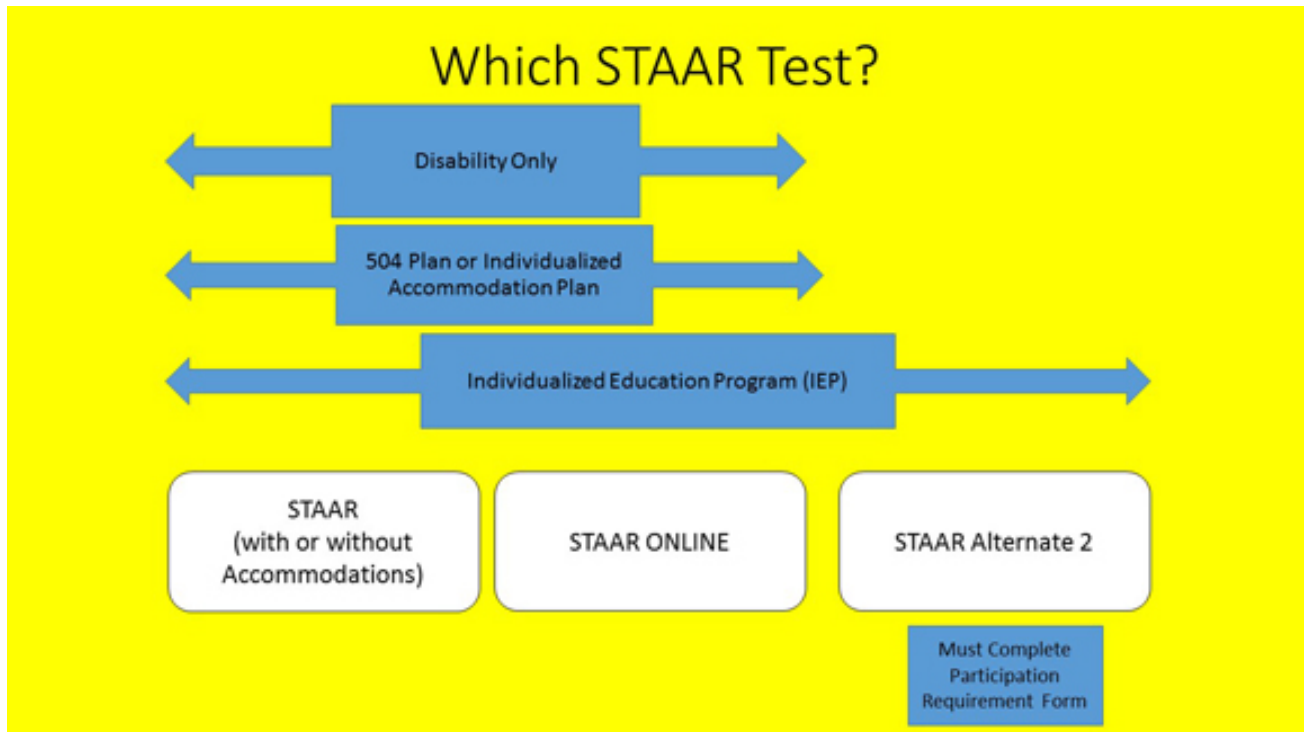 Which STAAR Test?
Disability Only
504 Plan or Individualized
Accommodation Plan
Individualized Education Program (IEP)
STAAR
(with or without
Accommodations)
STAAR ONLINE
STAAR Alternate 2
Must Complete
Participation
Requirement Form